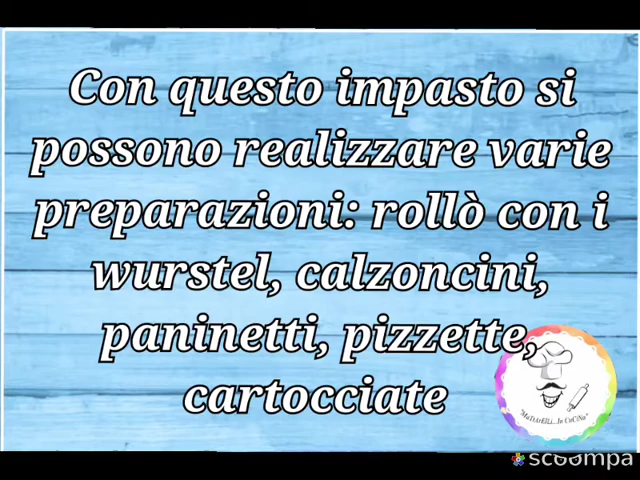 Con questo impasto si
possono realizzare varie
preparazioni: rollò con i
wurstel, calzoncini,
paninetti, pizzette,
cartocciate
scoompa